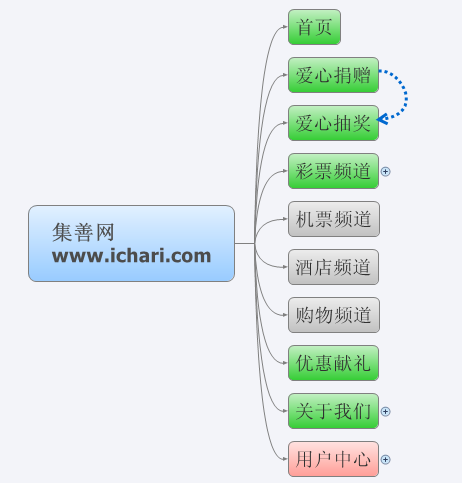 首页
爱心捐赠
爱心抽奖
彩票频道
机票频道
集善网
www.ichari.com
酒店频道
购物频道
优惠献礼
关于我们
用户中心